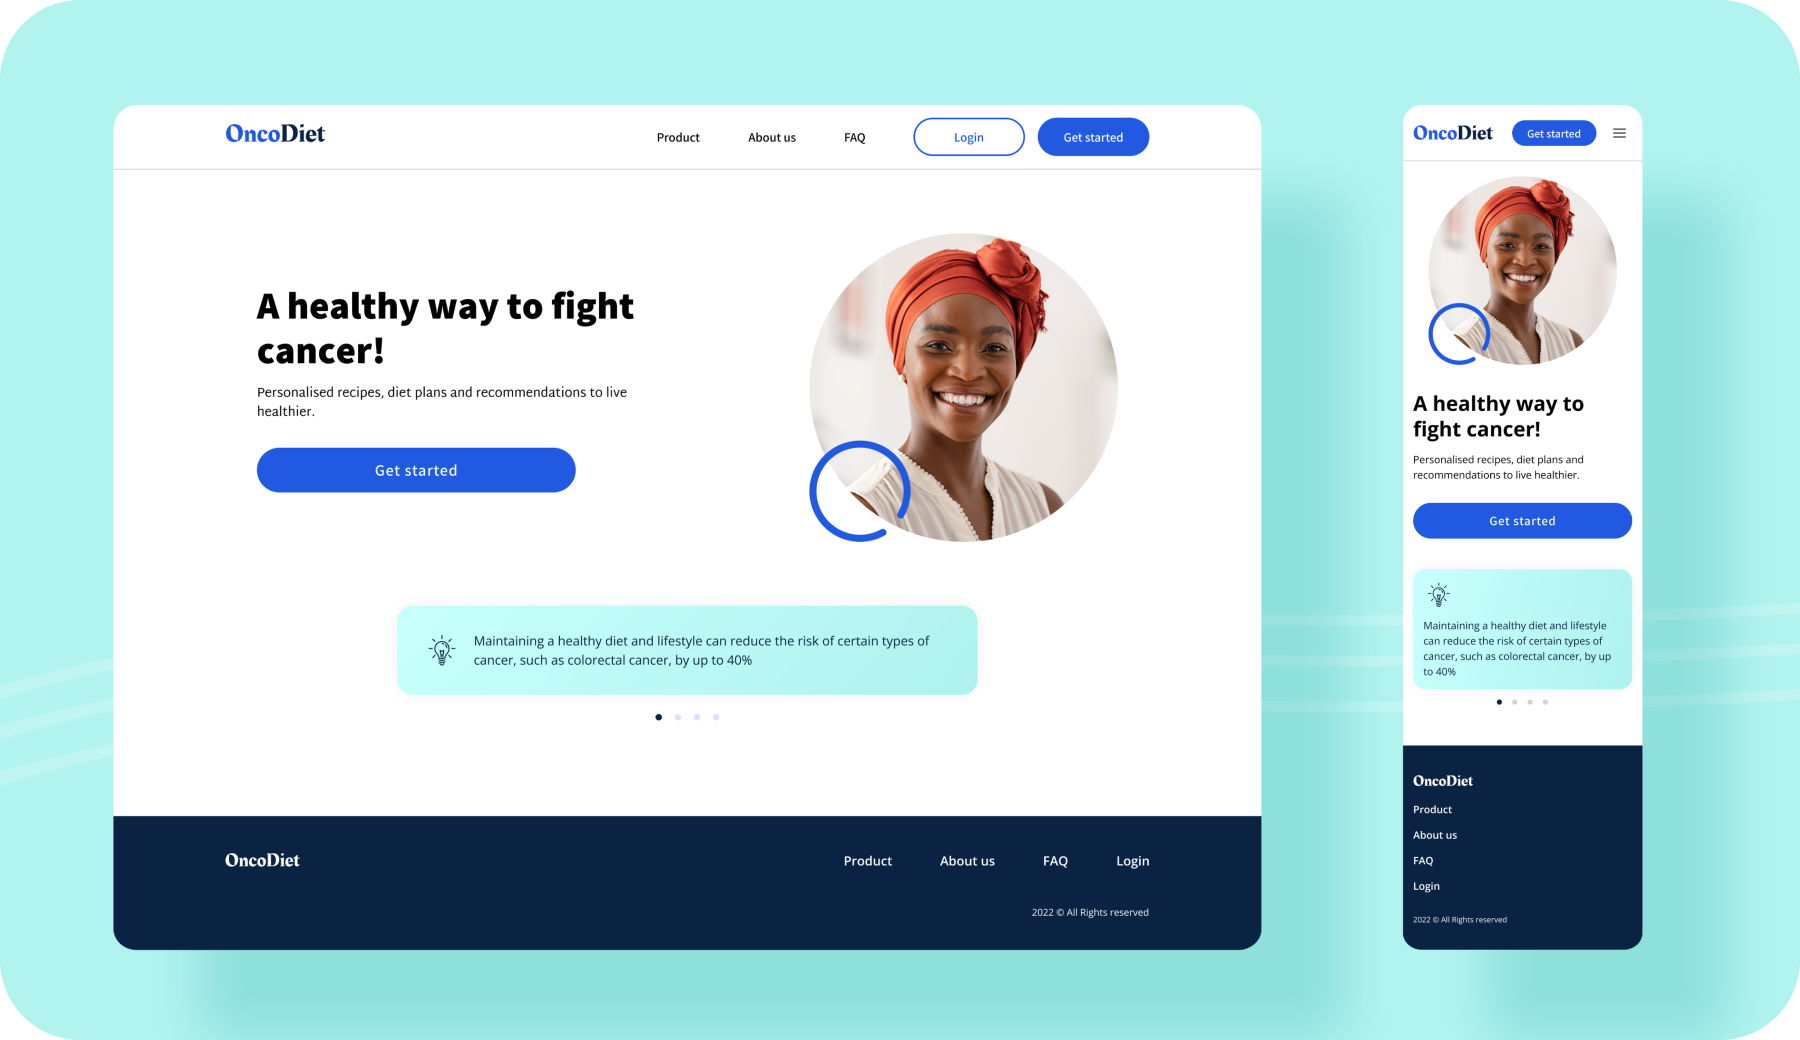 OncoDiet
Product
About us
FAQ
Login
Get started
A healthy way to fight
cancer!
Personalised recipes, diet plans and recommendations to live
healthier.
Get started
Maintaining a healthy diet and lifestyle can reduce the risk of certain types of
cancer, such as colorectal cancer, by up to 40%
OncoDiet
Product
About us
FAQ
Login
2022 © All Rights reserved
OncoDiet
Get started
A healthy way to
fight cancer!
Personalised recipes, diet plans and
recommendations to live healthier.
Get started
Maintaining a healthy diet and lifestyle
can reduce the risk of certain types of
cancer, such as colorectal cancer, by up
to 40%
OncoDiet
Product
About us
FAQ
Login
2022 © All Rights reserved